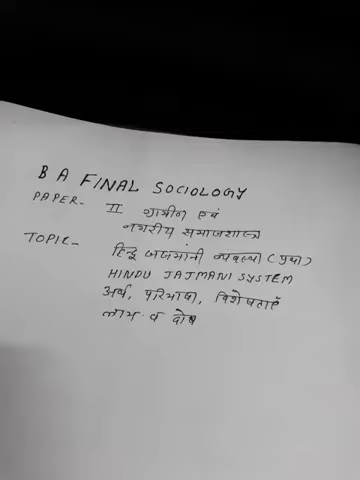 B A FINAL SOCIOLOGY
PAPER- II ग्रामीण एवं
नगरीय समाजशास्त्र
TOPIC- हिन्दू जजमानी व्यवस्था (प्रथा)
HINDU JAJMANI SYSTEM
अर्थ, परिभाषा, विशेषताएँ
लाभ व दोष